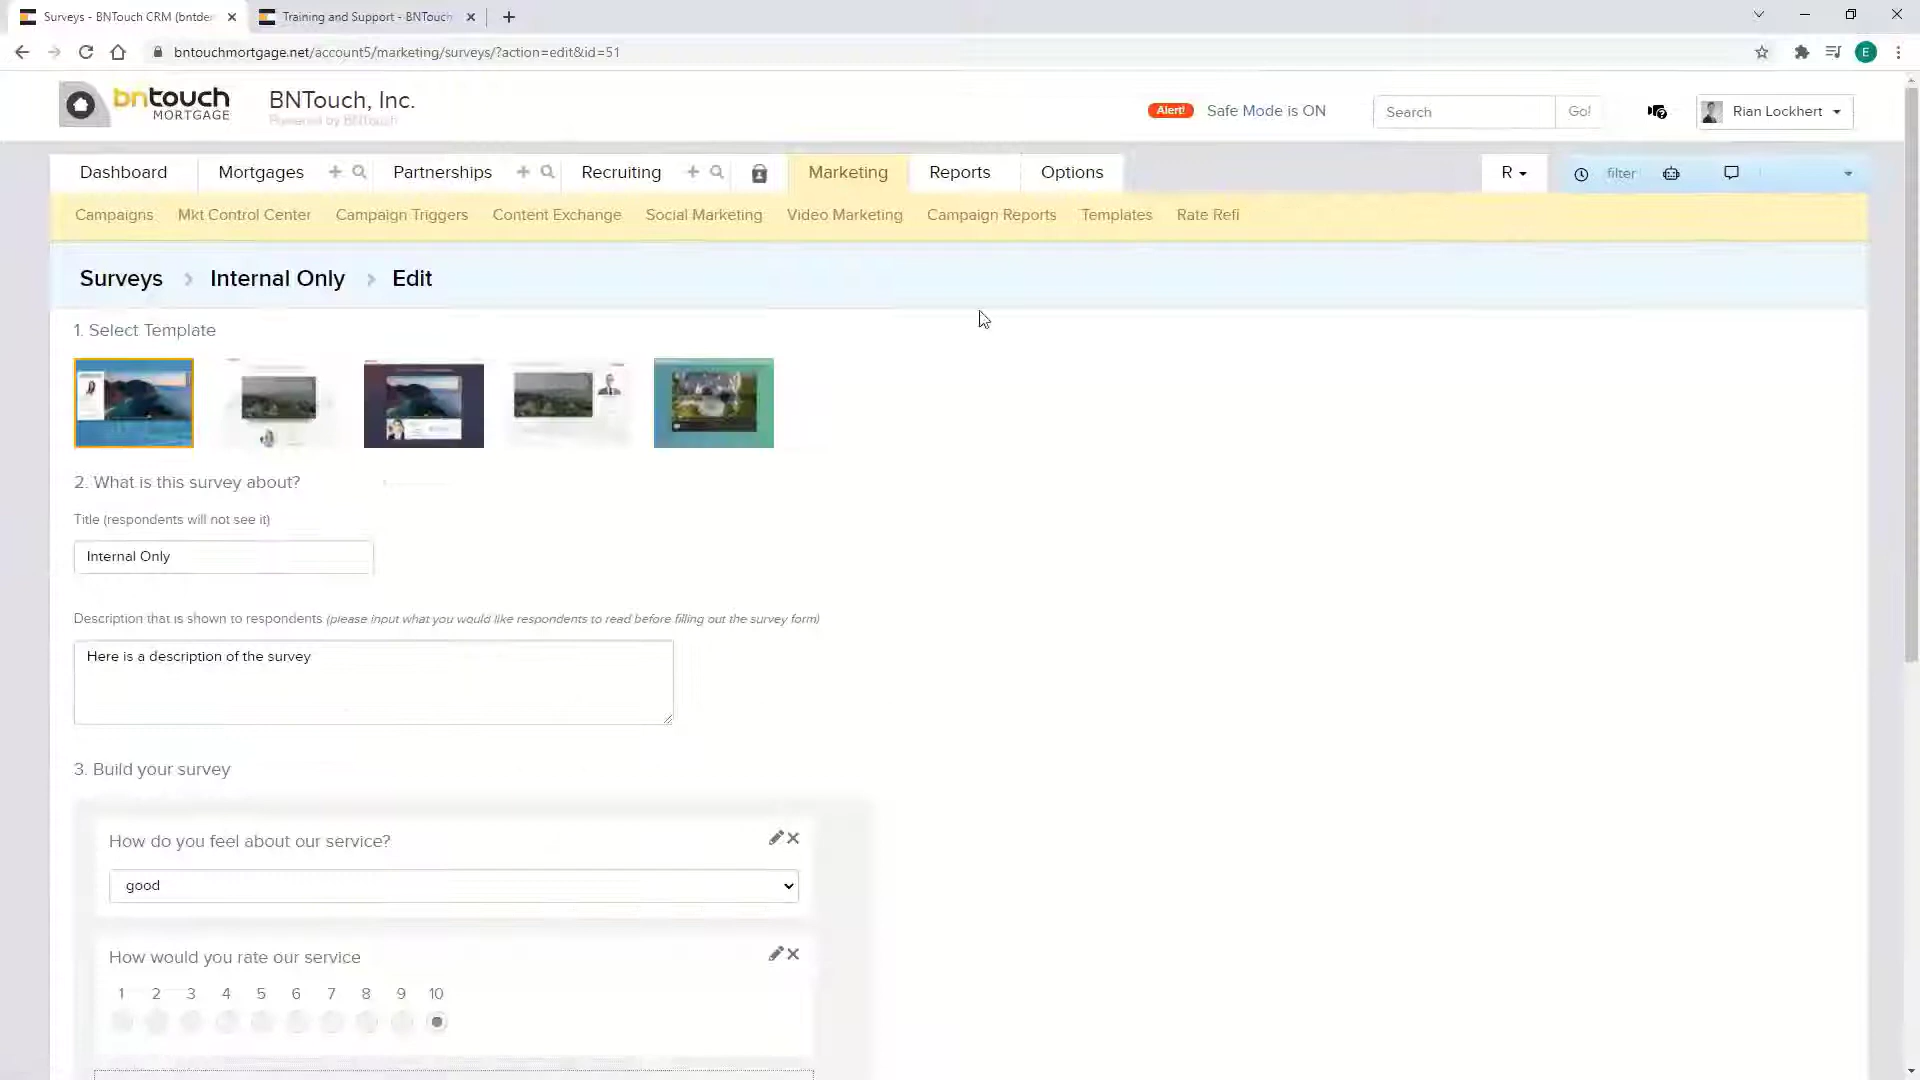 Surveys - BNTouch CRM (bntde
Training and Support - BNTouch
bntouchmortgage.net/account5/marketing/surveys/?action=edit&id=51
E
bntouch
MORTGAGE
BNTouch, Inc.
Powered by BNTouch
Alert!
Safe Mode is ON
Search
Go!
Rian Lockhert
Dashboard
Mortgages
Partnerships
Recruiting
Marketing
Reports
Options
R
filter
Campaigns
Mkt Control Center
Campaign Triggers
Content Exchange
Social Marketing
Video Marketing
Campaign Reports
Templates
Rate Refi
Surveys > Internal Only > Edit
1. Select Template
2. What is this survey about?
Title (respondents will not see it)
Internal Only
Description that is shown to respondents (please input what you would like respondents to read before filling out the survey form)
Here is a description of the survey
3. Build your survey
How do you feel about our service?
good
How would you rate our service
1 2 3 4 5 6 7 8 9 10